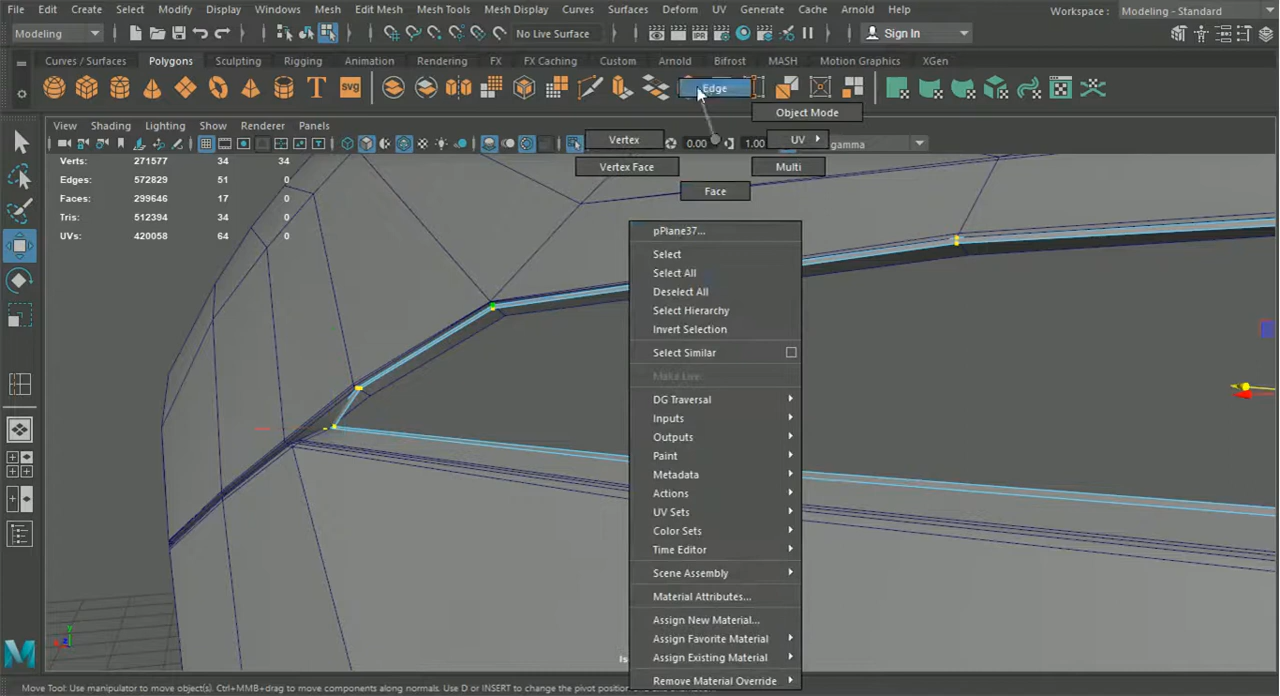 File Edit Create Select Modify Display Windows Mesh Edit Mesh Mesh Tools Mesh Display Curves Surfaces Deform UV Generate Cache Arnold Help Workspace : Modeling - Standard
Modeling No Live Surface Sign In
Curves / Surfaces Polygons Sculpting Rigging Animation Rendering FX FX Caching Custom Arnold Bifrost MASH Motion Graphics XGen
T svg Edge
Object Mode
View Shading Lighting Show Renderer Panels
Vertex 0.00 UV 1.00 gamma
Verts: 271577 34 34
Vertex Face Multi
Edges: 572829 51 0
Face
Faces: 299646 17 0
Tris: 512394 34 0
UVs: 420058 64 0
pPlane37...
Select
Select All
Deselect All
Select Hierarchy
Invert Selection
Select Similar
Make Live
DG Traversal
Inputs
Outputs
Paint
Metadata
Actions
UV Sets
Color Sets
Time Editor
Scene Assembly
Material Attributes...
Assign New Material...
Assign Favorite Material
Assign Existing Material
Remove Material Override
Move Tool: Use manipulator to move object(s). Ctrl+MMB+drag to move components along normals. Use D or INSERT to change the pivot position